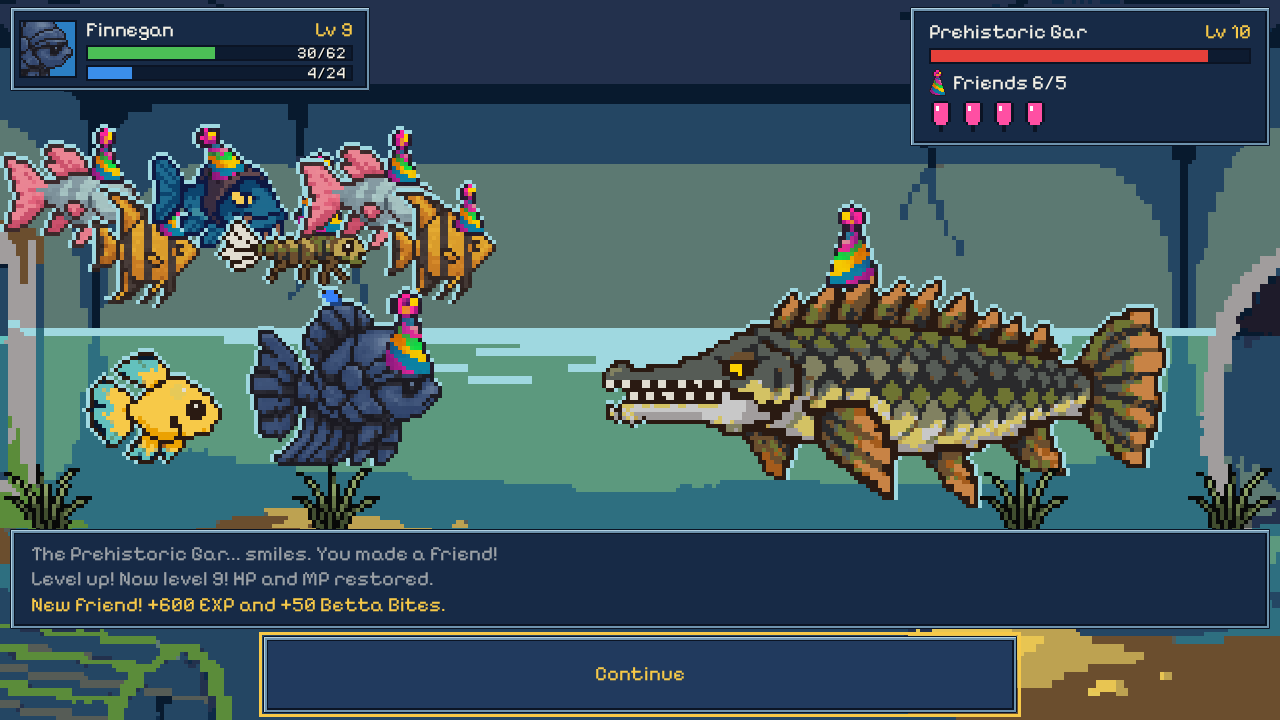 Finnegan Lv 9
30/62
4/24
Prehistoric Gar Lv 10
Friends 6/5
The Prehistoric Gar... smiles. You made a friend!
Level up! Now level 9! HP and MP restored.
New friend! +600 EXP and +50 Betta Bites.
Continue